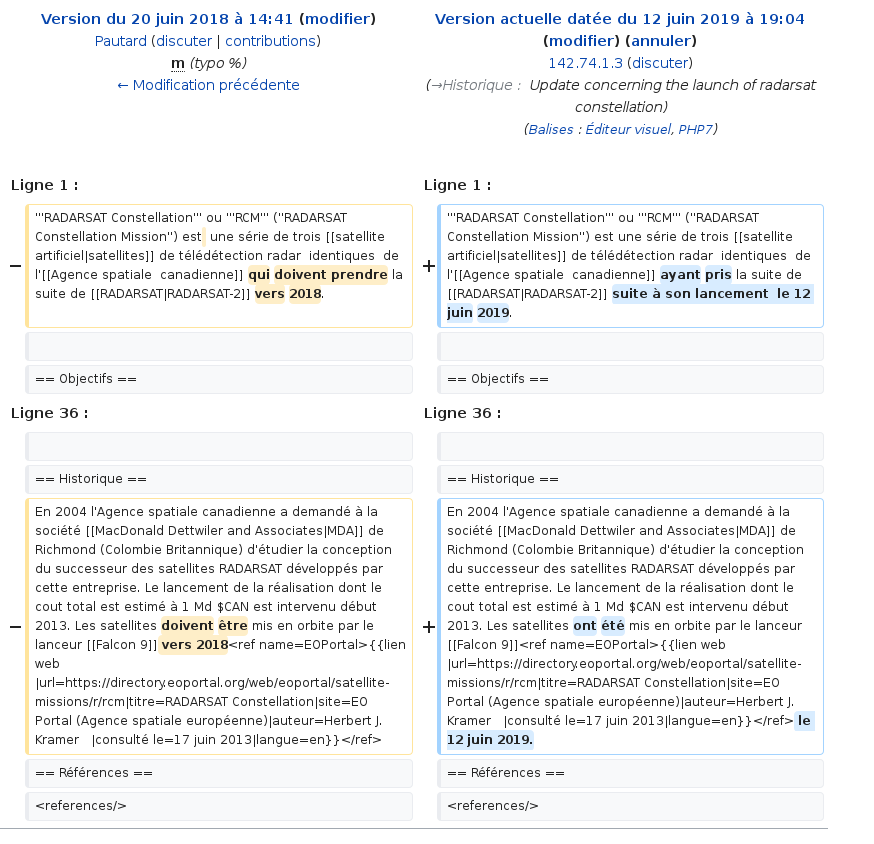 Version du 20 juin 2018 à 14:41 (modifier)
Pautard (discuter | contributions)
m (typo %)
← Modification précédente
Version actuelle datée du 12 juin 2019 à 19:04
(modifier) (annuler)
142.74.1.3 (discuter)
(→Historique : Update concerning the launch of radarsat
constellation)
(Balises : Éditeur visuel, PHP7)
Ligne 1 :
Ligne 1 :
−
'''RADARSAT Constellation''' ou '''RCM''' (''RADARSAT
Constellation Mission'') est  une série de trois [[satellite
artificiel|satellites]] de télédétection radar  identiques  de
l'[[Agence spatiale  canadienne]] qui doivent prendre la
suite de [[RADARSAT|RADARSAT-2]] vers 2018.
+
'''RADARSAT Constellation''' ou '''RCM''' (''RADARSAT
Constellation Mission'') est une série de trois [[satellite
artificiel|satellites]] de télédétection radar  identiques  de
l'[[Agence spatiale  canadienne]] ayant pris la suite de
[[RADARSAT|RADARSAT-2]] suite à son lancement  le 12
juin 2019.
== Objectifs ==
== Objectifs ==
Ligne 36 :
Ligne 36 :
== Historique ==
== Historique ==
−
En 2004 l'Agence spatiale canadienne a demandé à la
société [[MacDonald Dettwiler and Associates|MDA]] de
Richmond (Colombie Britannique) d'étudier la conception
du successeur des satellites RADARSAT développés par
cette entreprise. Le lancement de la réalisation dont le
cout total est estimé à 1 Md $CAN est intervenu début
2013. Les satellites doivent être mis en orbite par le
lanceur [[Falcon 9]] vers 2018<ref name=EOPortal>{{lien
web
|url=https://directory.eoportal.org/web/eoportal/satellite-
missions/r/rcm|titre=RADARSAT Constellation|site=EO
Portal (Agence spatiale européenne)|auteur=Herbert J.
Kramer   |consulté le=17 juin 2013|langue=en}}</ref>
+
En 2004 l'Agence spatiale canadienne a demandé à la
société [[MacDonald Dettwiler and Associates|MDA]] de
Richmond (Colombie Britannique) d'étudier la conception
du successeur des satellites RADARSAT développés par
cette entreprise. Le lancement de la réalisation dont le
cout total est estimé à 1 Md $CAN est intervenu début
2013. Les satellites ont été mis en orbite par le lanceur
[[Falcon 9]]<ref name=EOPortal>{{lien web
|url=https://directory.eoportal.org/web/eoportal/satellite-
missions/r/rcm|titre=RADARSAT Constellation|site=EO
Portal (Agence spatiale européenne)|auteur=Herbert J.
Kramer   |consulté le=17 juin 2013|langue=en}}</ref> le
12 juin 2019.
== Références ==
== Références ==
<references/>
<references/>